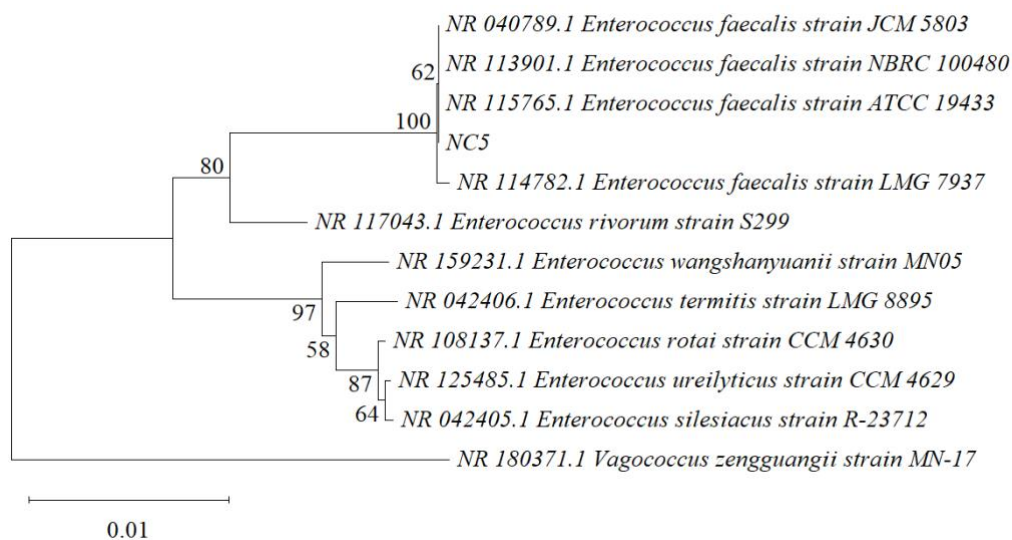 NR 040789.1 Enterococcus faecalis strain JCM 5803
62
NR 113901.1 Enterococcus faecalis strain NBRC 100480
NR 115765.1 Enterococcus faecalis strain ATCC 19433
100
NC5
80
NR 114782.1 Enterococcus faecalis strain LMG 7937
NR 117043.1 Enterococcus rivorum strain S299
NR 159231.1 Enterococcus wangshanyuanii strain MN05
97
NR 042406.1 Enterococcus termitis strain LMG 8895
58
NR 108137.1 Enterococcus rotai strain CCM 4630
87
NR 125485.1 Enterococcus ureilyticus strain CCM 4629
64
NR 042405.1 Enterococcus silesiacus strain R-23712
NR 180371.1 Vagococcus zengguangii strain MN-17
0.01